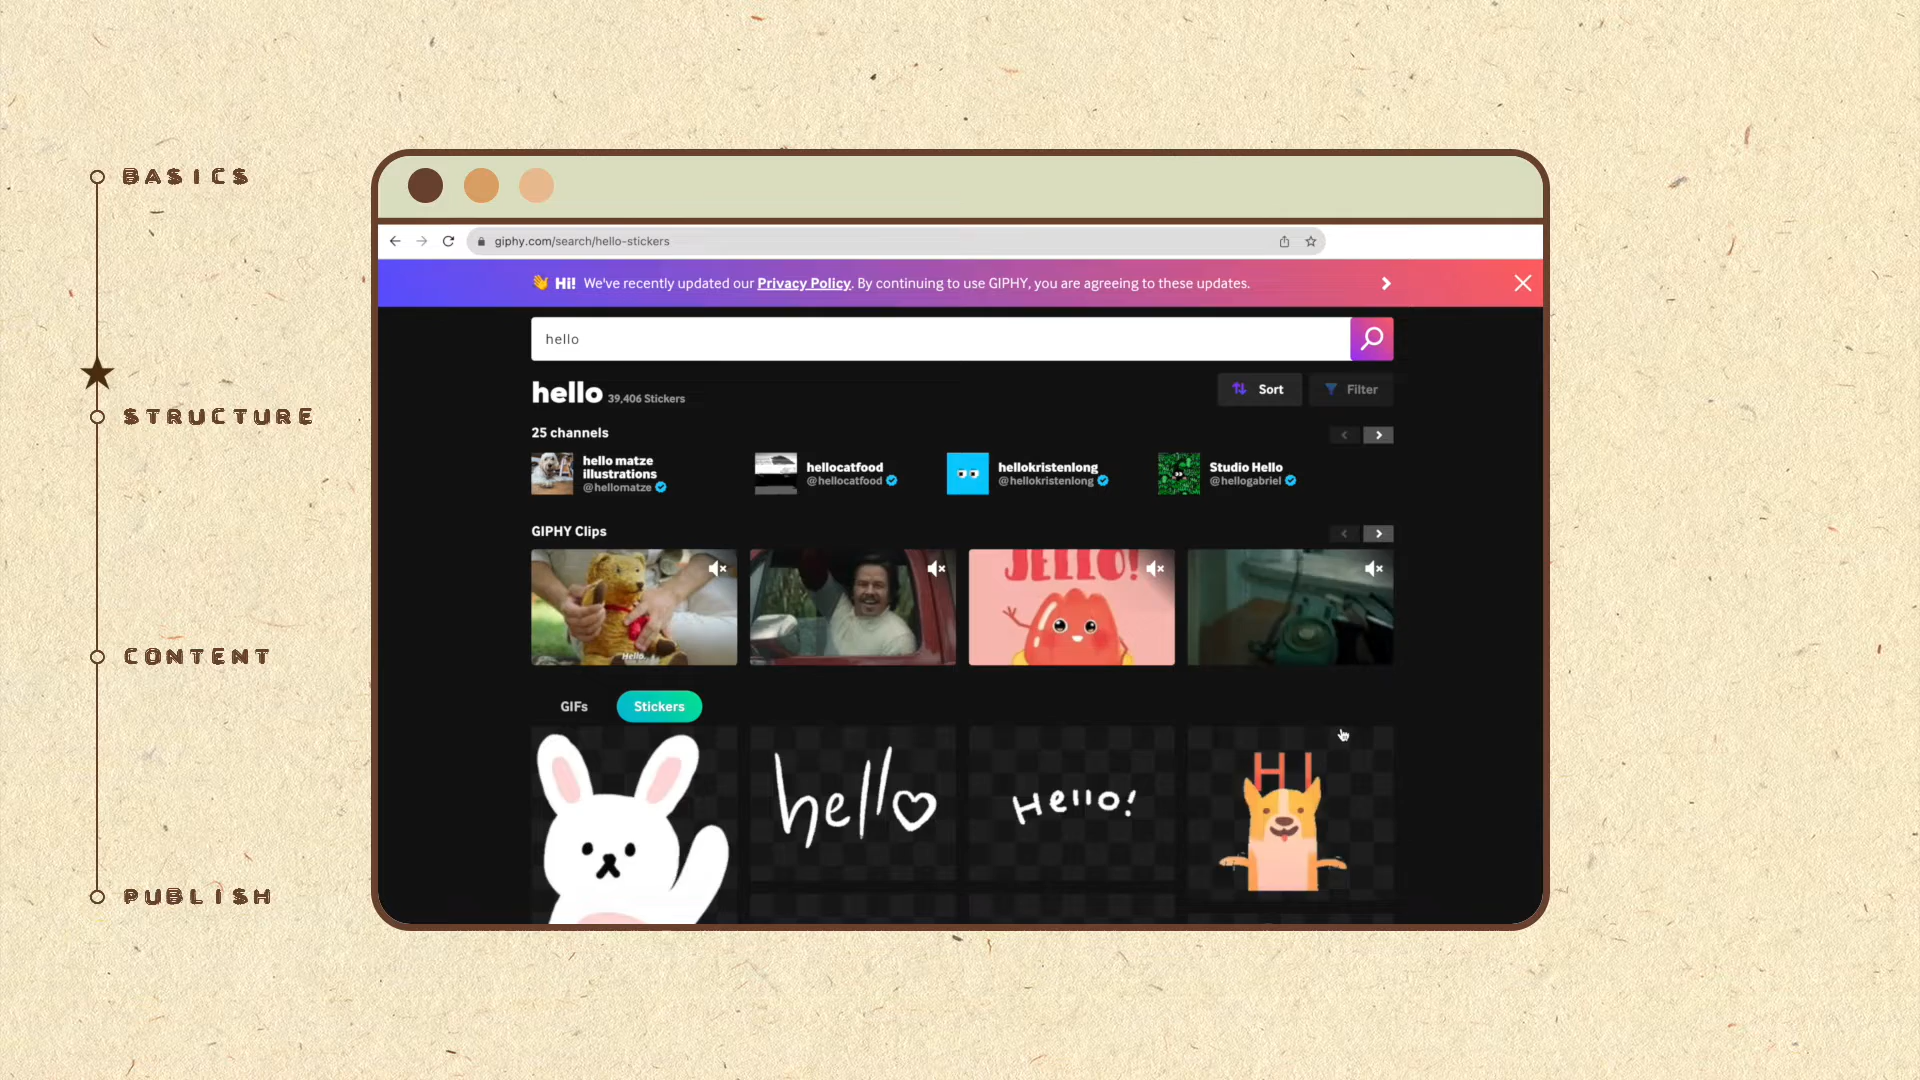 BASICS
STRUCTURE
CONTENT
PUBLISH
giphy.com/search/hello-stickers
Hi! We've recently updated our Privacy Policy. By continuing to use GIPHY, you are agreeing to these updates.
hello
hello 39,406 Stickers
Sort
Filter
25 channels
hello matze
illustrations
@hellomatze
hellocatfood
@hellocatfood
hellokristenlong
@hellokristenlong
Studio Hello
@hellogabriel
GIPHY Clips
Hello.
JELLO!
GIFs
Stickers
hello
Hello!
HI